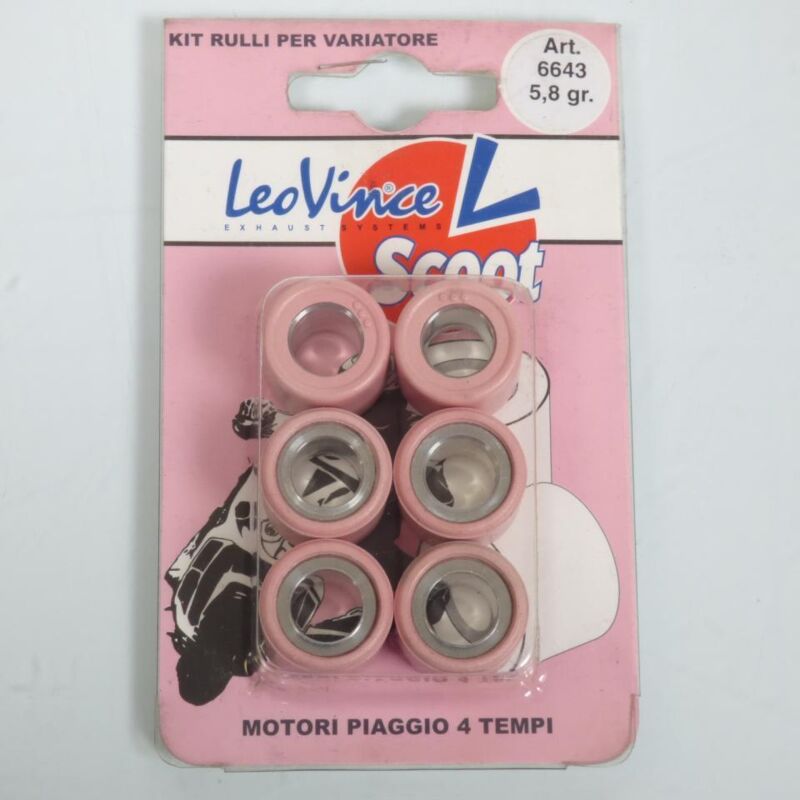 KIT RULLI PER VARIATORE
Art.
6643
5,8 gr.
LeoVince®
EXHAUST SYSTEMS
Scoot
MOTORI PIAGGIO 4 TEMPI